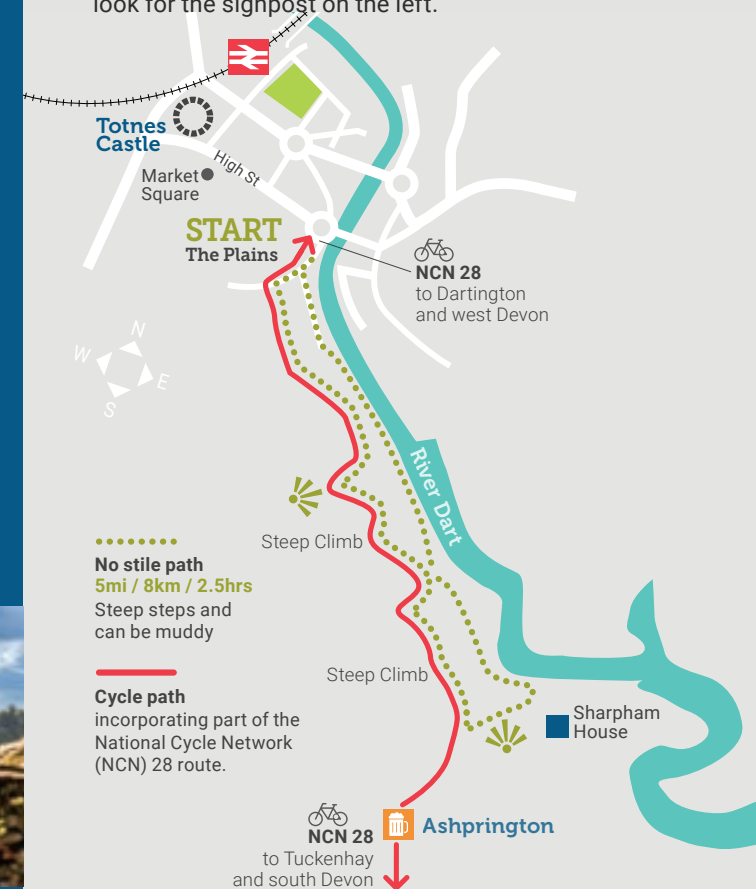 look for the signpost on the left.
Totnes
Castle
High St
Market
Square
START
The Plains
NCN 28
to Dartington
and west Devon
N
W
E
S
River Dart
Steep Climb
No stile path
5mi / 8km / 2.5hrs
Steep steps and
can be muddy
Steep Climb
Cycle path
incorporating part of the
National Cycle Network
(NCN) 28 route.
Sharpham
House
Ashprington
NCN 28
to Tuckenhay
and south Devon